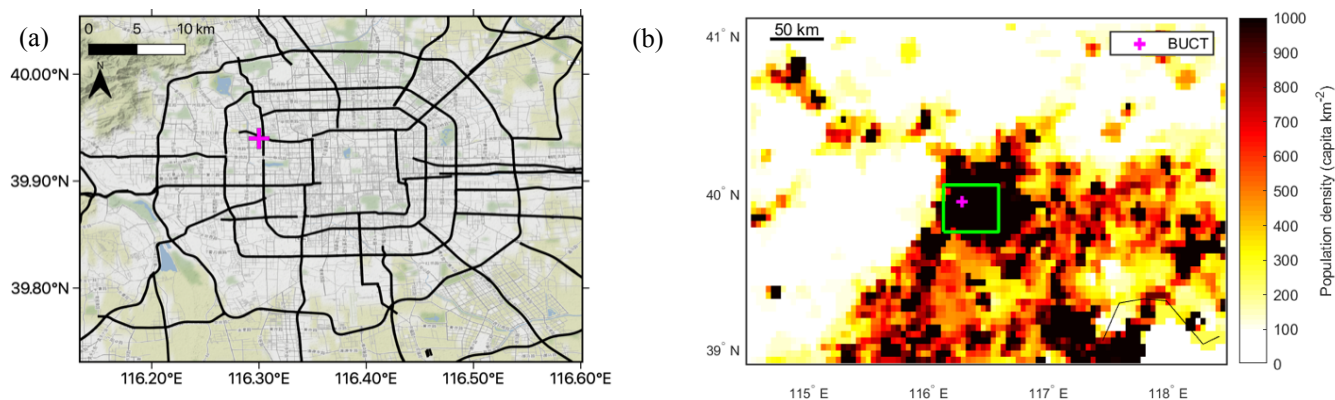 (a)
0 5 10 km
N
40.00°N
39.90°N
39.80°N
116.20°E 116.30°E 116.40°E 116.50°E 116.60°E
(b)
50 km
BUCT
41° N
40° N
39° N
115° E 116° E 117° E 118° E
1000
900
800
700
600
500
400
300
200
100
0
Population density (capita km-2)